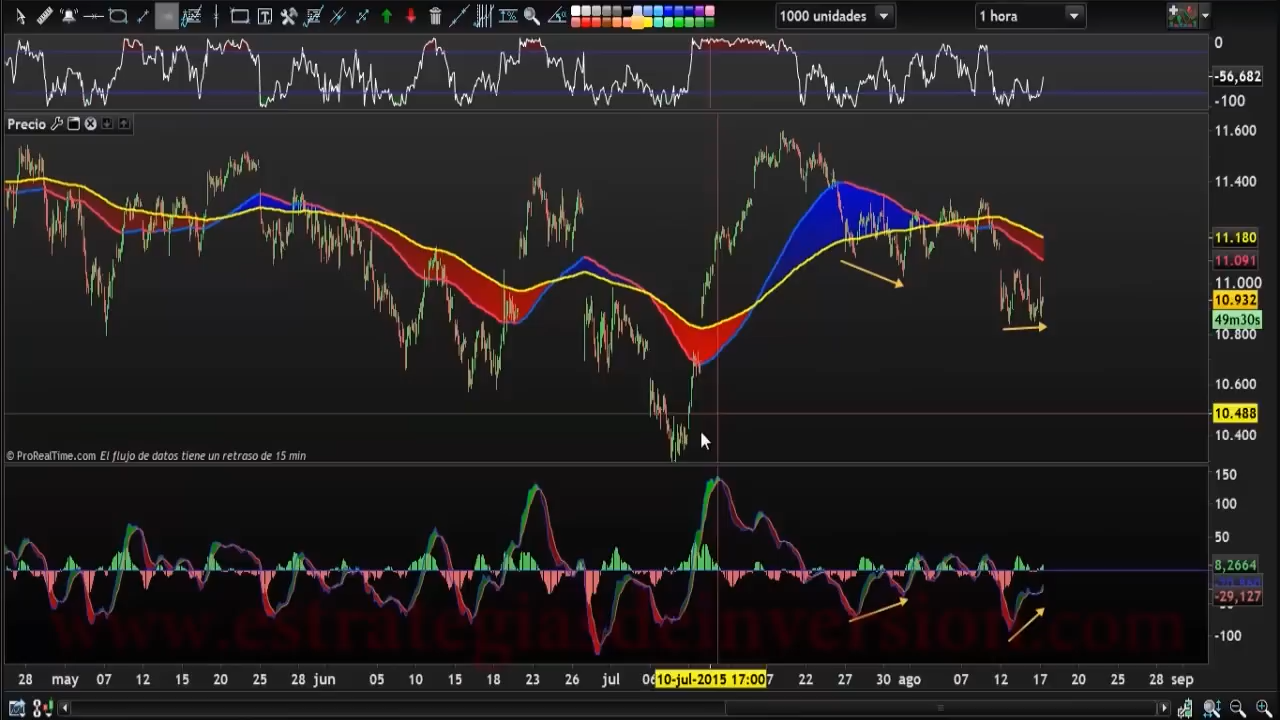 1000 unidades
1 hora
0
-56,682
-100
Precio
11.600
11.400
11.180
11.091
11.000
10.932
49m30s
10.800
10.600
10.488
10.400
© ProRealTime.com El flujo de datos tiene un retraso de 15 min
150
100
50
8,2664
-29,127
-100
www.estrategiasdeinversion.com
28 may 07 12 15 20 25 jun 05 10 15 18 23 26 jul 06 10-jul-2015 17:00 22 27 30 ago 07 12 17 20 25 28 sep